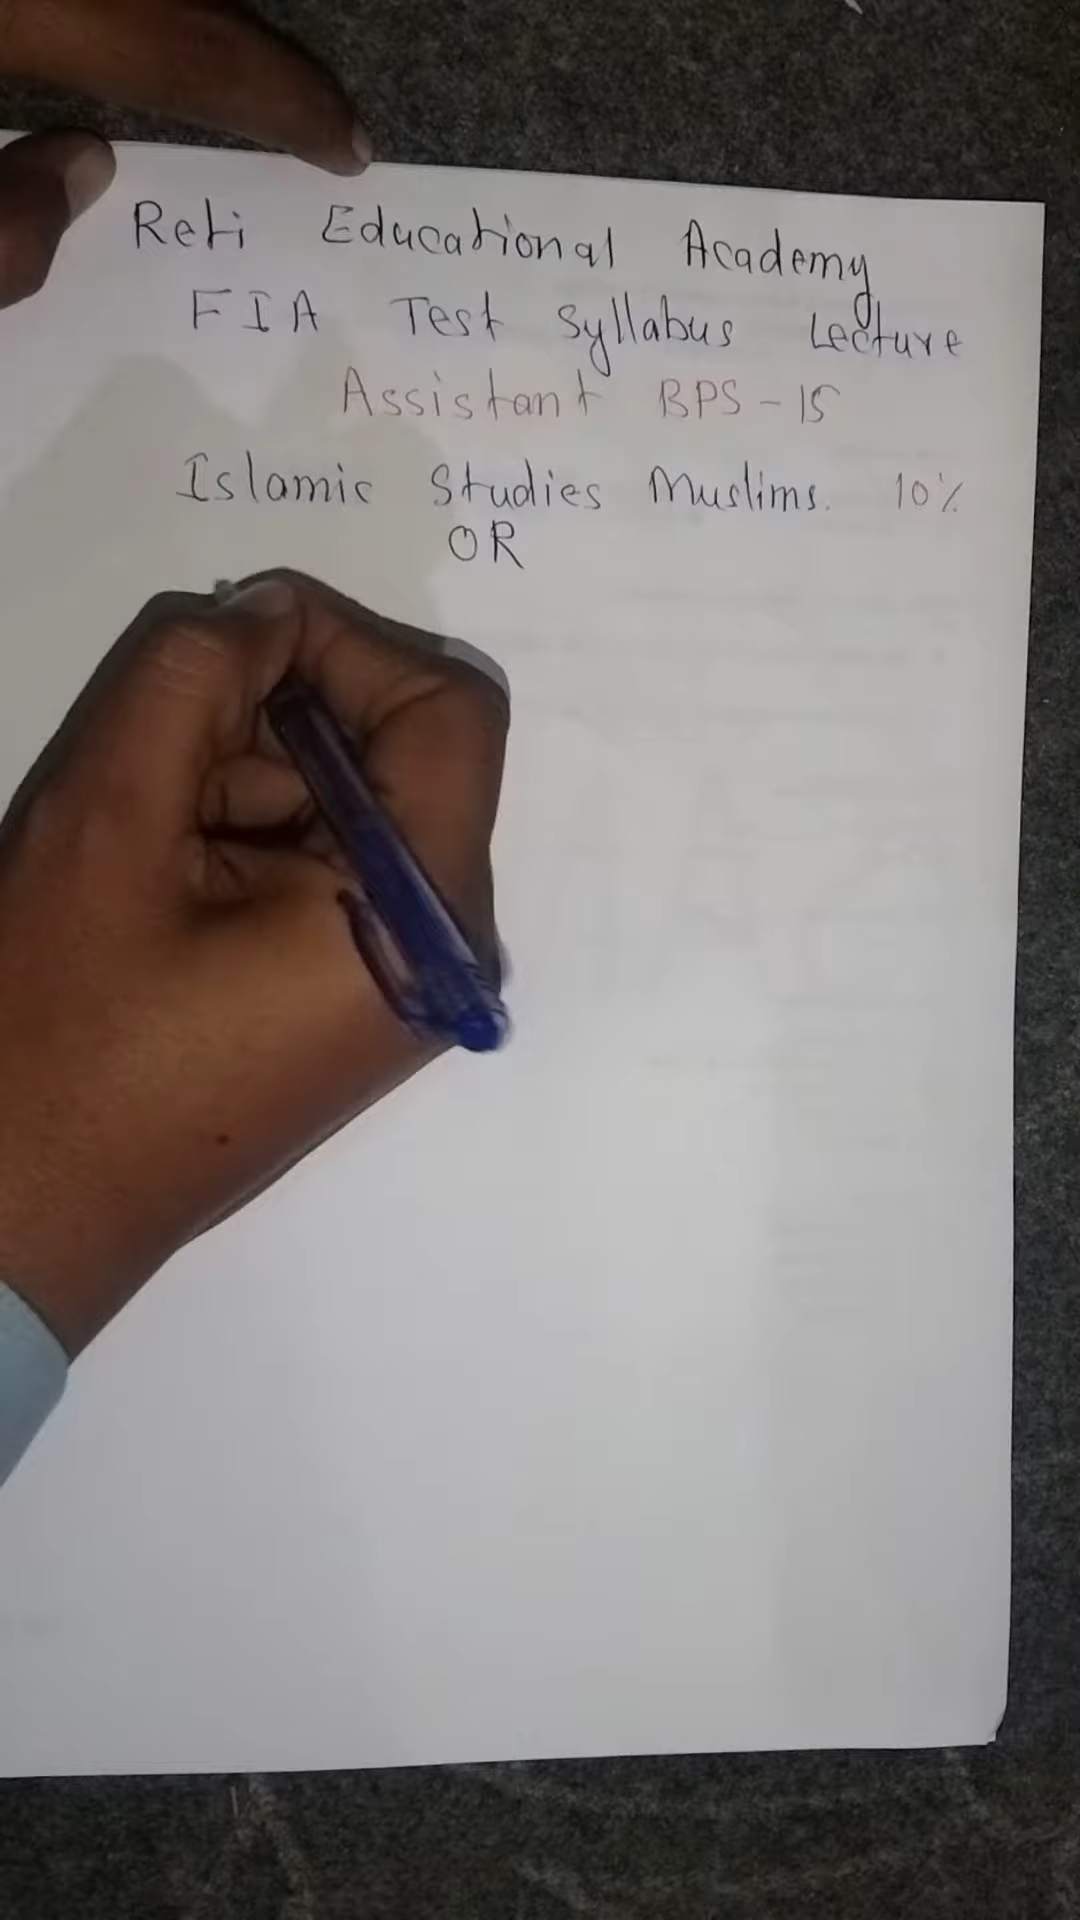 Reti Educational Academy
FIA Test Syllabus Lecture
Assistant BPS-15
Islamic Studies Muslims. 10%
OR